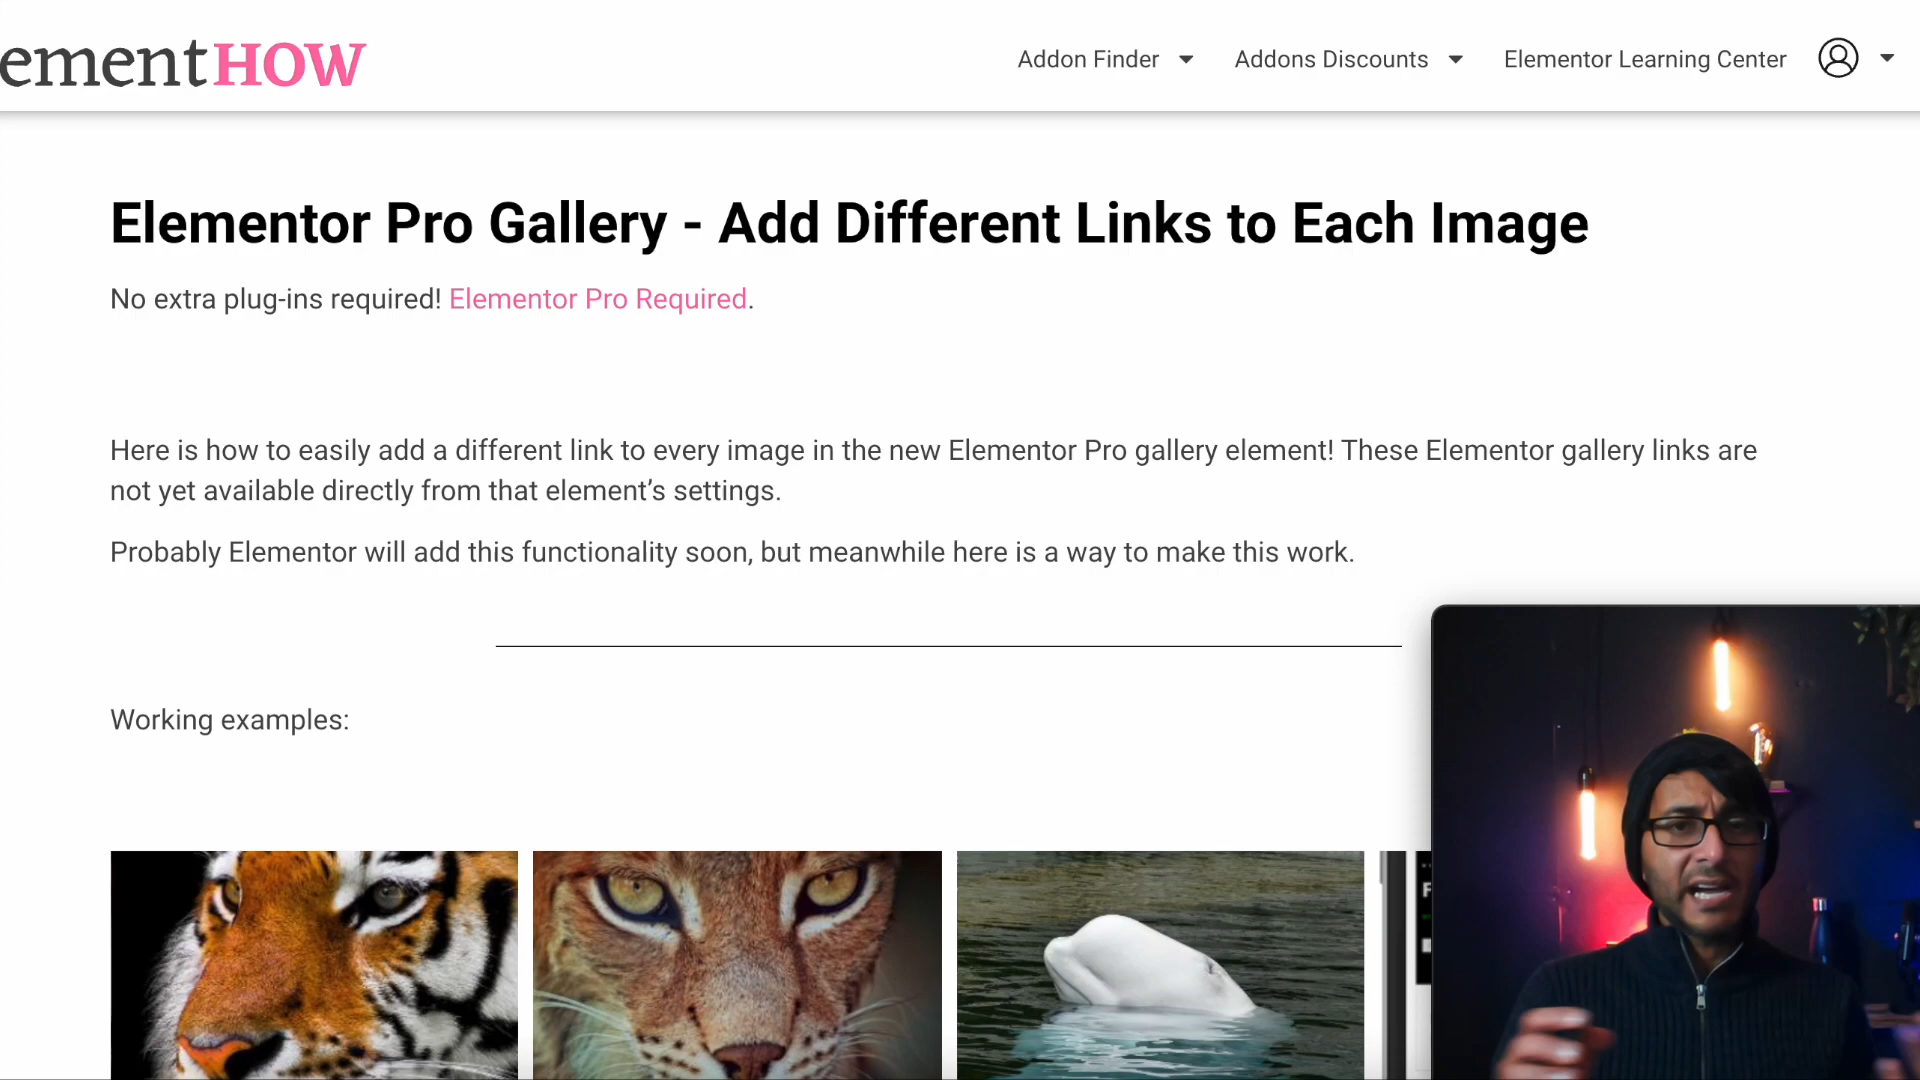 ementHOW
Addon Finder
Addons Discounts
Elementor Learning Center
Elementor Pro Gallery - Add Different Links to Each Image
No extra plug-ins required! Elementor Pro Required.
Here is how to easily add a different link to every image in the new Elementor Pro gallery element! These Elementor gallery links are
not yet available directly from that element’s settings.
Probably Elementor will add this functionality soon, but meanwhile here is a way to make this work.
Working examples:
F